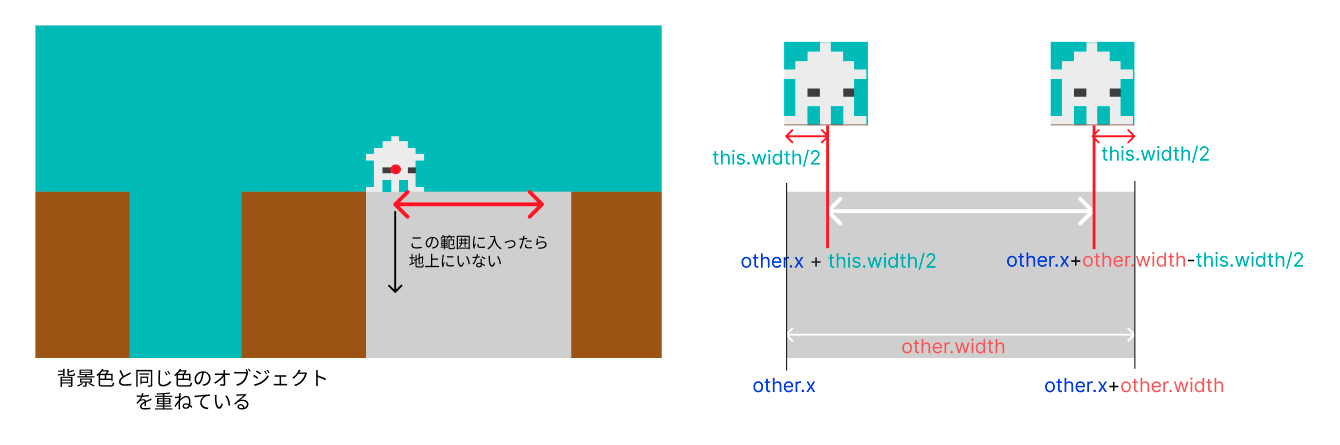 この範囲に入ったら
地上にいない
背景色と同じ色のオブジェクト
を重ねている
this.width/2
this.width/2
other.x + this.width/2
other.x+other.width-this.width/2
other.width
other.x
other.x+other.width